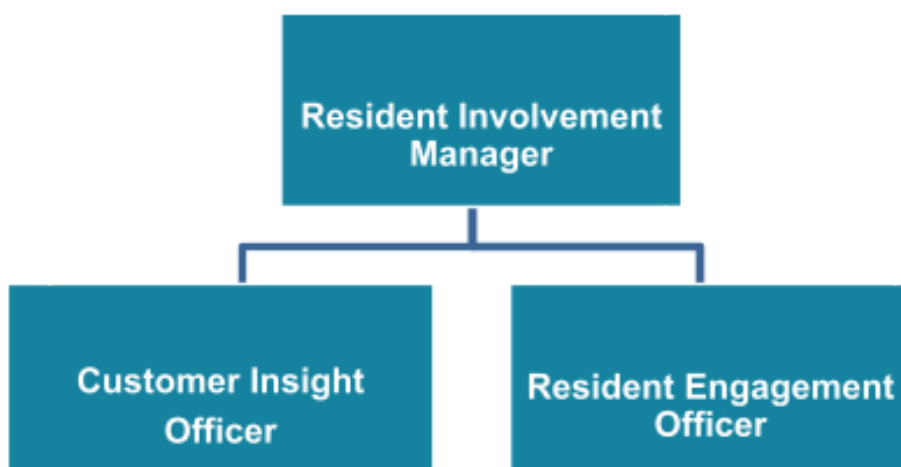 Resident Involvement
Manager
Customer Insight
Officer
Resident Engagement
Officer